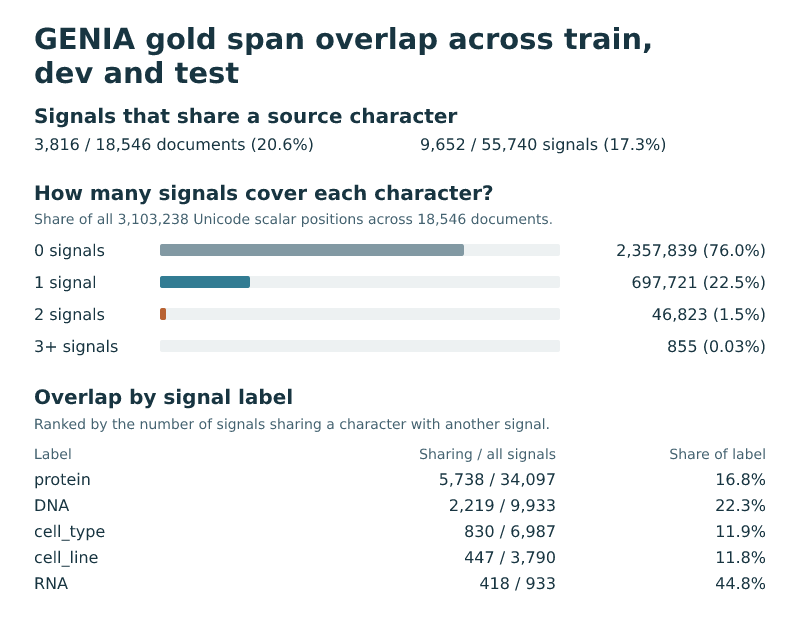 GENIA gold span overlap across train,
dev and test
Signals that share a source character
3,816 / 18,546 documents (20.6%) 9,652 / 55,740 signals (17.3%)
How many signals cover each character?
Share of all 3,103,238 Unicode scalar positions across 18,546 documents.
0 signals 2,357,839 (76.0%)
1 signal 697,721 (22.5%)
2 signals 46,823 (1.5%)
3+ signals 855 (0.03%)
Overlap by signal label
Ranked by the number of signals sharing a character with another signal.
Label Sharing / all signals Share of label
protein 5,738 / 34,097 16.8%
DNA 2,219 / 9,933 22.3%
cell_type 830 / 6,987 11.9%
cell_line 447 / 3,790 11.8%
RNA 418 / 933 44.8%